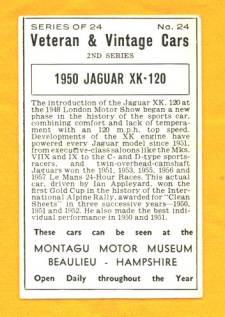 SERIES OF 24 No. 24
Veteran & Vintage Cars
2ND SERIES
1950 JAGUAR XK-120
The introduction of the Jaguar XK. 120 at
the 1948 London Motor Show began a new
phase in the history of the sports car,
combining comfort and lack of tempera-
ment with an 120 m.p.h. top speed.
Developments of the XK engine have
powered every Jaguar model since 1951,
from executive-class saloons like the Mks.
VIIX and IX to the C- and D-type sports-
racers, and twin-overhead-camshaft
Jaguars won the 1951, 1953, 1955, 1956 and
1957 Le Mans 24-Hour Races. This actual
car, driven by Ian Appleyard, won the
first Gold Cup in the history of the Inter-
national Alpine Rally, awarded for "Clean
Sheets" in three successive years—1950,
1951 and 1952. He also made the best indi-
vidual performance in 1950 and 1951.
These cars can be seen at the
MONTAGU MOTOR MUSEUM
BEAULIEU - HAMPSHIRE
Open Daily throughout the Year